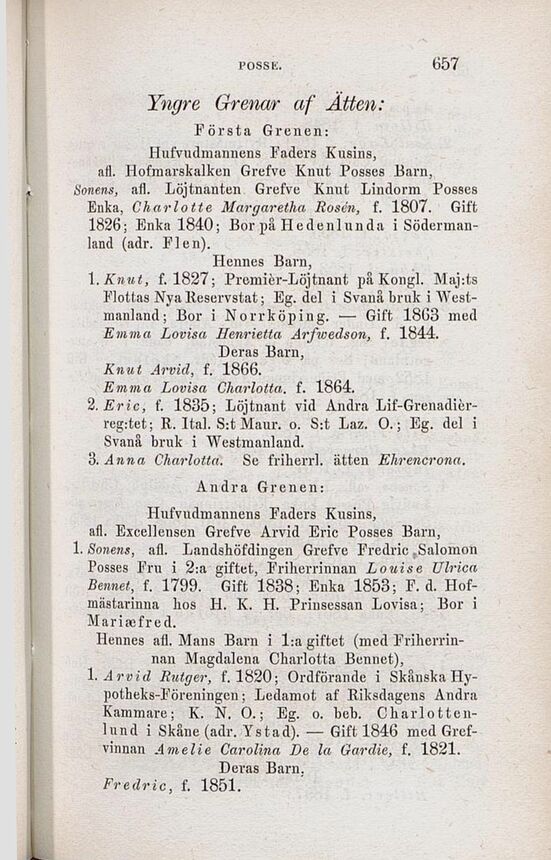 POSSE. 657
Yngre Grenar af Ätten:
Första Grenen:
Hufvudmannens Faders Kusins,
afl. Hofmarskalken Grefve Knut Posses Barn,
Sonens, afl. Löjtnanten Grefve Knut Lindorm Posses
Enka, Charlotte Margaretha Rosén, f. 1807. Gift
1826; Enka 1840; Bor på Hedenlunda i Söderman-
land (adr. Flen).
Hennes Barn,
1. Knut, f. 1827; Premièr-Löjtnant på Kongl. Maj:ts
Flottas Nya Reservstat; Eg. del i Svanå bruk i West-
manland; Bor i Norrköping. — Gift 1863 med
Emma Lovisa Henrietta Arfwedson, f. 1844.
Deras Barn,
Knut Arvid, f. 1866.
Emma Lovisa Charlotta. f. 1864.
2. Eric, f. 1835; Löjtnant vid Andra Lif-Grenadièr-
reg:tet; R. Ital. S:t Maur. o. S:t Laz. O.; Eg. del i
Svanå bruk i Westmanland.
3. Anna Charlotta. Se friherrl. ätten Ehrencrona.
Andra Grenen:
Hufvudmannens Faders Kusins,
afl. Excellensen Grefve Arvid Eric Posses Barn,
1. Sonens, afl. Landshöfdingen Grefve Fredric Salomon
Posses Fru i 2:a giftet, Friherrinnan Louise Ulrica
Bennet, f. 1799. Gift 1838; Enka 1853; F. d. Hof-
mästarinna hos H. K. H. Prinsessan Lovisa; Bor i
Mariæfred.
Hennes afl. Mans Barn i 1:a giftet (med Friherrin-
nan Magdalena Charlotta Bennet),
1. Arvid Rutger, f. 1820; Ordförande i Skånska Hy-
potheks-Föreningen; Ledamot af Riksdagens Andra
Kammare; K. N. O.; Eg. o. beb. Charlotten-
lund i Skåne (adr. Ystad). — Gift 1846 med Gref-
vinnan Amelie Carolina De la Gardie, f. 1821.
Deras Barn,
Fredric, f. 1851.